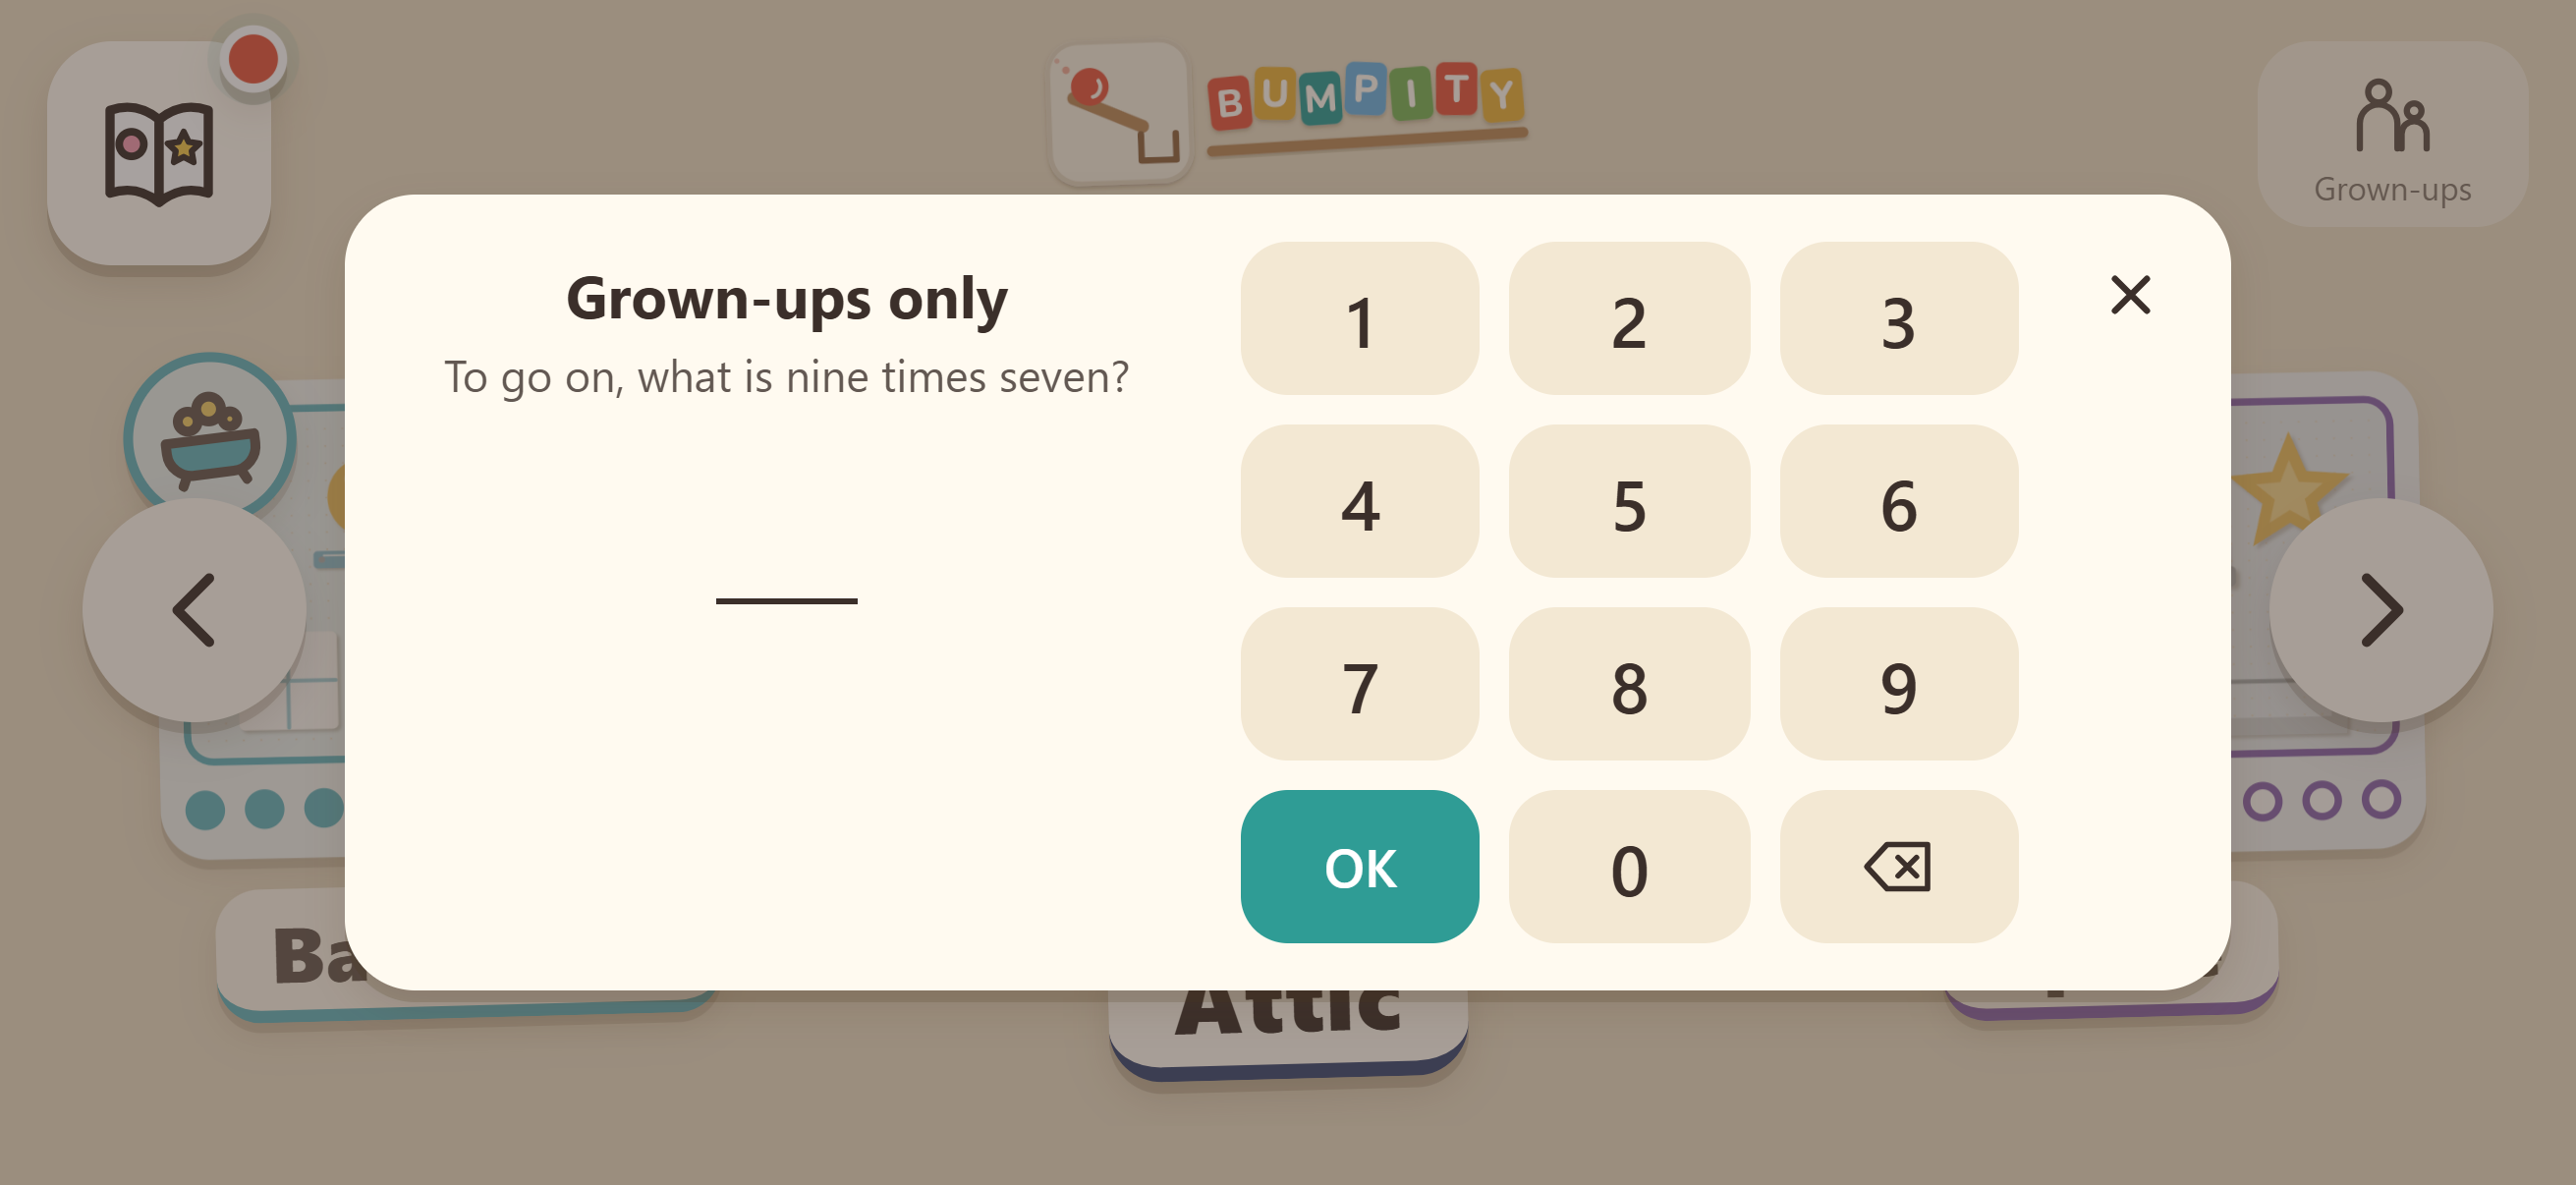 BUMPITY
Grown-ups
Grown-ups only
To go on, what is nine times seven?
1 2 3
4 5 6
7 8 9
OK 0
Attic